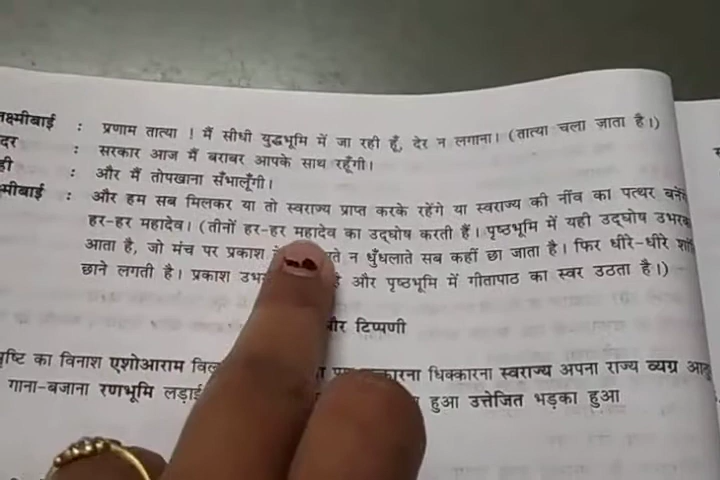 लक्ष्मीबाई : प्रणाम तात्या ! मैं सीधी युद्धभूमि में जा रही हूँ, देर न लगाना। (तात्या चला जाता है।)
दर : सरकार आज मैं बराबर आपके साथ रहूँगी।
ही : और मैं तोपखाना सँभालूँगी।
क्ष्मीबाई : और हम सब मिलकर या तो स्वराज्य प्राप्त करके रहेंगे या स्वराज्य की नींव का पत्थर बनेंगे
हर-हर महादेव। (तीनों हर-हर महादेव का उद्घोष करती हैं। पृष्ठभूमि में यही उद्घोष उभरक
आता है, जो मंच पर प्रकाश न धुँधलाते सब कहीं छा जाता है। फिर धीरे-धीरे
छाने लगती है। प्रकाश और पृष्ठभूमि में गीतापाठ का स्वर उठता है।)
टिप्पणी
का विनाश एशोआराम धिक्कारना स्वराज्य अपना राज्य व्यग्र
गाना-बजाना रणभूमि हुआ उत्तेजित भड़का हुआ